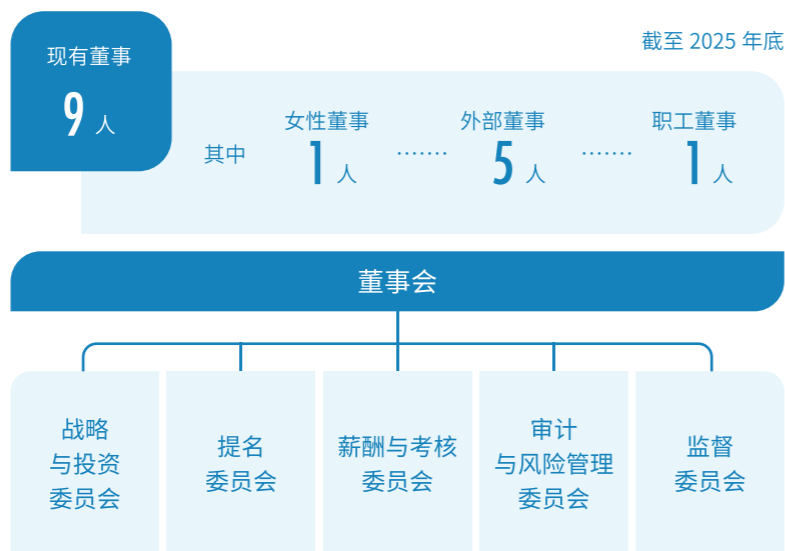 现有董事
9 人
截至 2025 年底
其中
女性董事
1 人
·······
外部董事
5 人
·······
职工董事
1 人
董事会
战略
与投资
委员会
提名
委员会
薪酬与考核
委员会
审计
与风险管理
委员会
监督
委员会